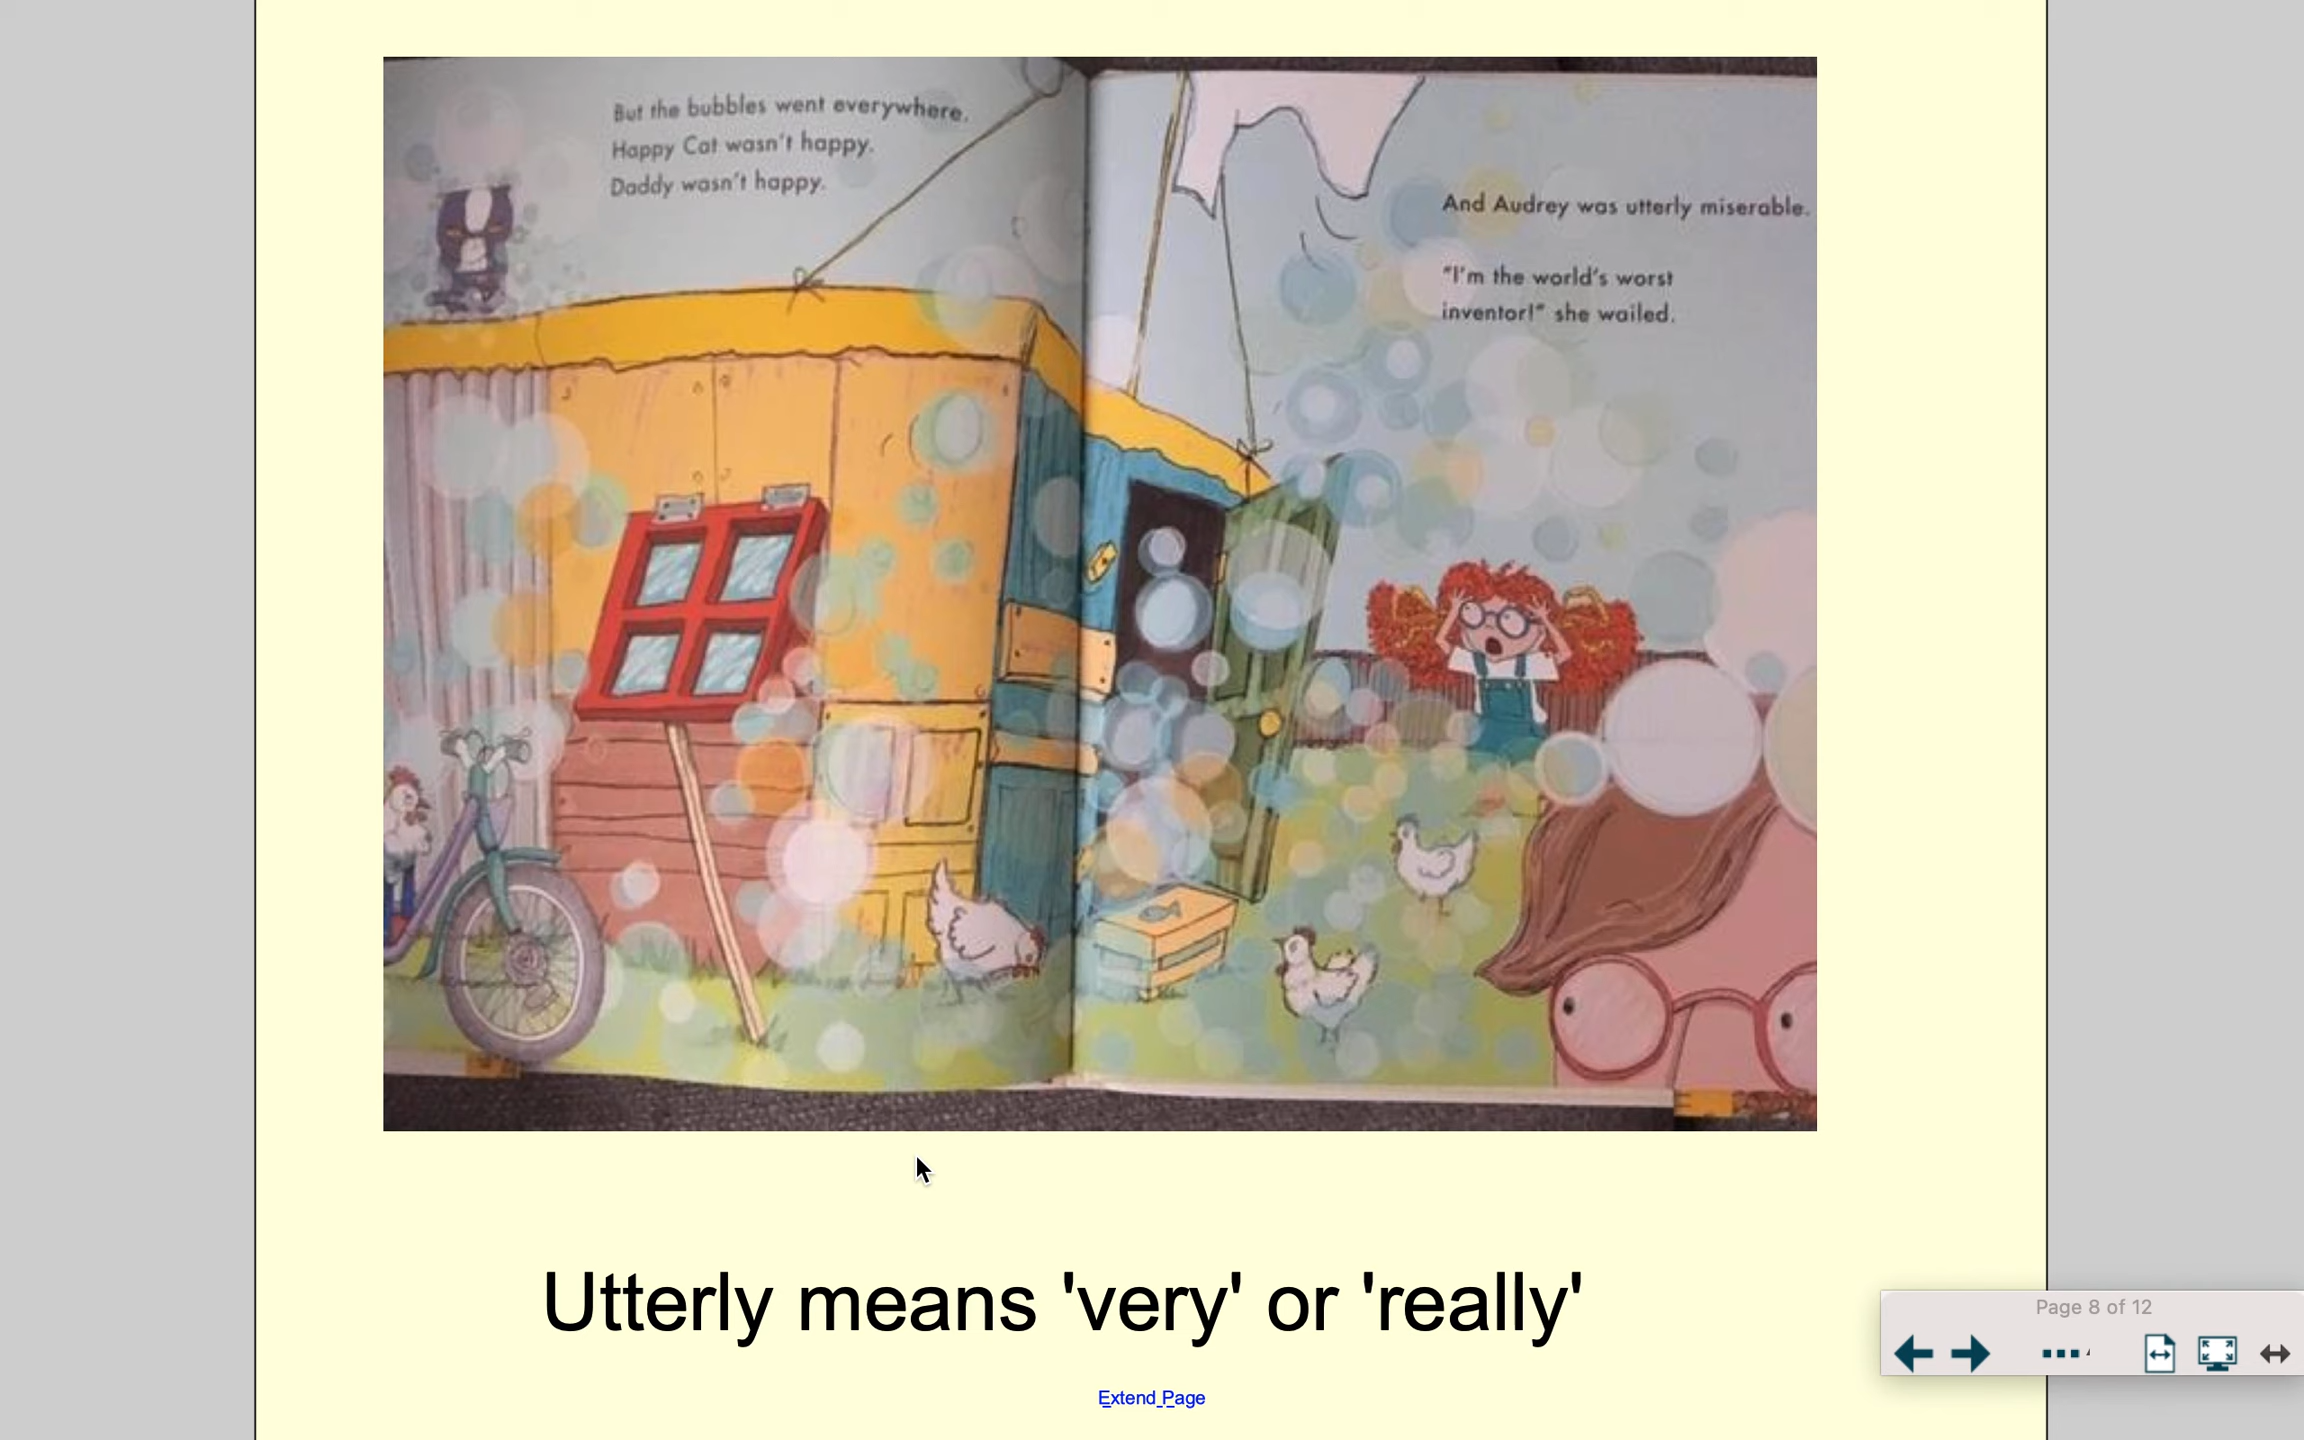 But the bubbles went everywhere.
Happy Cat wasn't happy.
Daddy wasn't happy.
And Audrey was utterly miserable.
"I'm the world's worst
inventor!" she wailed.
Utterly means 'very' or 'really'
Extend Page
Page 8 of 12